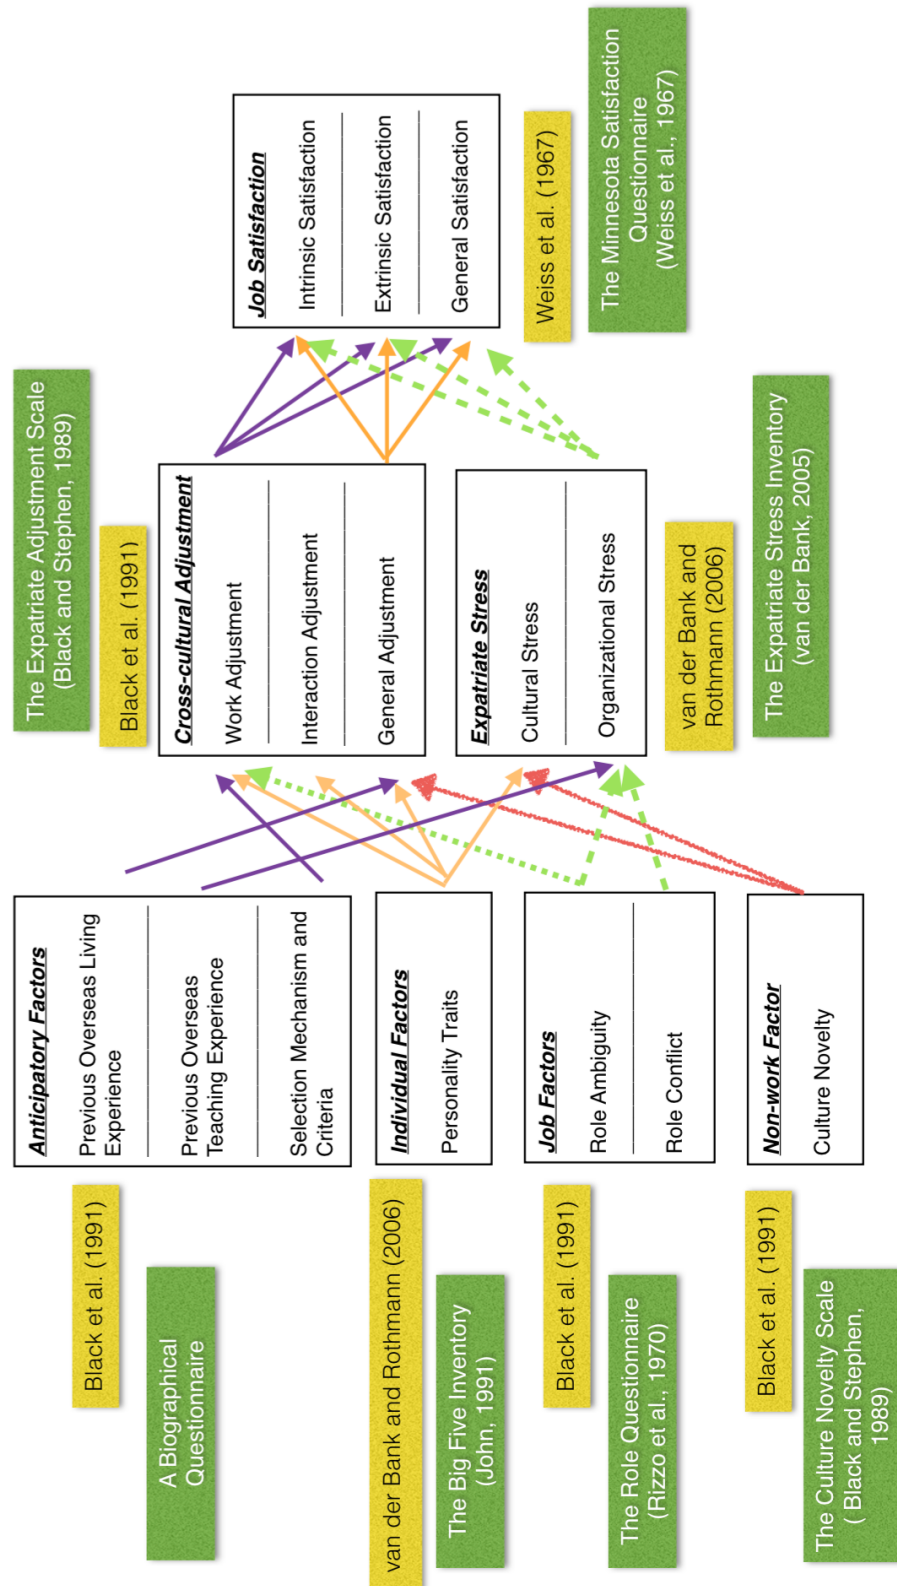 Black et al. (1991)
A Biographical
Questionnaire
van der Bank and Rothmann (2006)
The Big Five Inventory
(John, 1991)
Black et al. (1991)
The Role Questionnaire
(Rizzo et al., 1970)
Black et al. (1991)
The Culture Novelty Scale
( Black and Stephen,
1989)
Anticipatory Factors
Previous Overseas Living
Experience
Previous Overseas
Teaching Experience
Selection Mechanism and
Criteria
Individual Factors
Personality Traits
Job Factors
Role Ambiguity
Role Conflict
Non-work Factor
Culture Novelty
The Expatriate Adjustment Scale
(Black and Stephen, 1989)
Black et al. (1991)
Cross-cultural Adjustment
Work Adjustment
Interaction Adjustment
General Adjustment
Expatriate Stress
Cultural Stress
Organizational Stress
van der Bank and
Rothmann (2006)
The Expatriate Stress Inventory
(van der Bank, 2005)
Job Satisfaction
Intrinsic Satisfaction
Extrinsic Satisfaction
General Satisfaction
Weiss et al. (1967)
The Minnesota Satisfaction
Questionnaire
(Weiss et al., 1967)